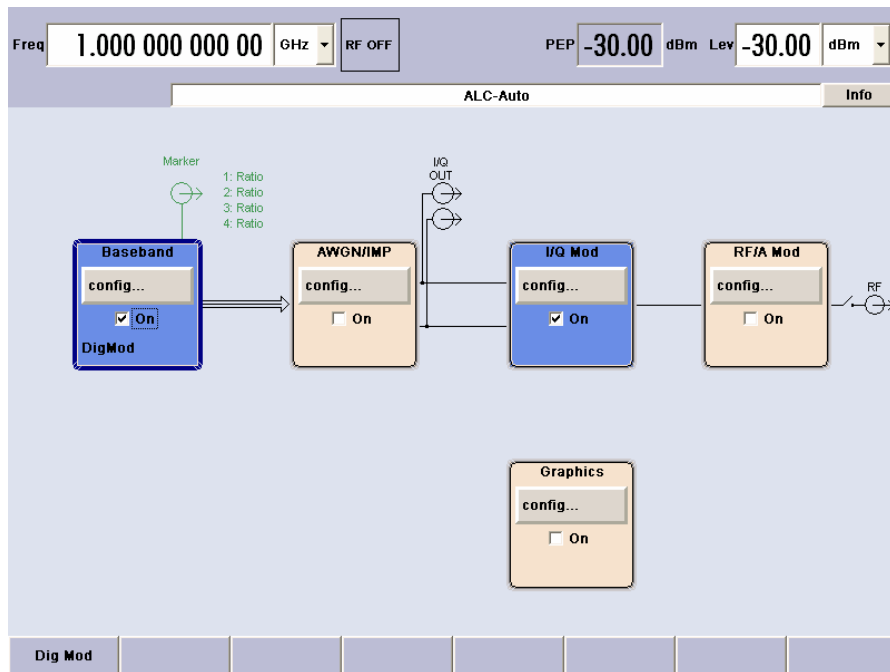 Freq 1.000 000 000 00 GHz RF OFF PEP -30.00 dBm Lev -30.00 dBm
ALC-Auto Info
Marker
1: Ratio
2: Ratio
3: Ratio
4: Ratio
I/Q
OUT
Baseband
config...
On
DigMod
AWGN/IMP
config...
On
I/Q Mod
config...
On
RF/A Mod
config...
On
RF
Graphics
config...
On
Dig Mod